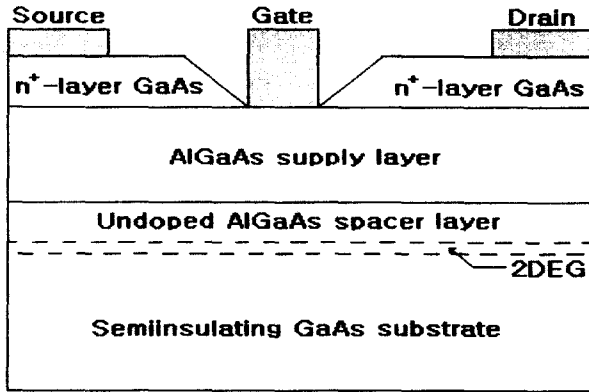 Source Gate Drain
n⁺-layer GaAs n⁺-layer GaAs
AlGaAs supply layer
Undoped AlGaAs spacer layer
2DEG
Semiinsulating GaAs substrate